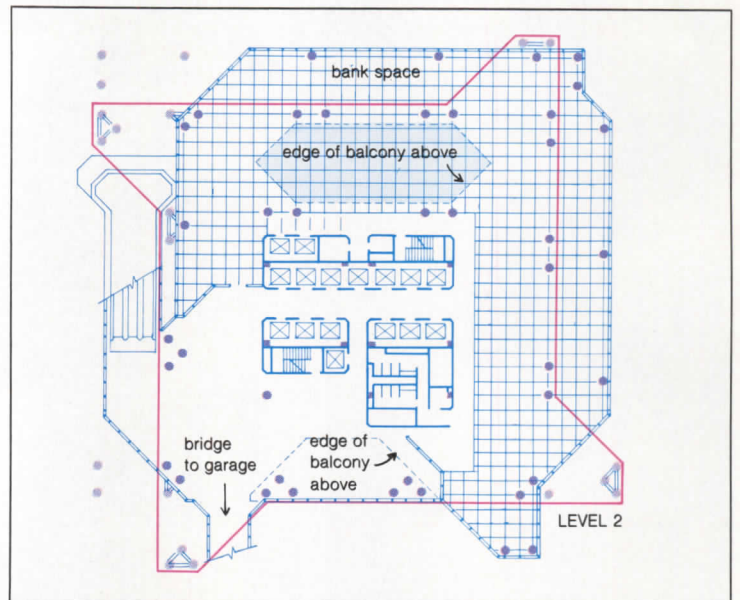 bank space
edge of balcony above
bridge
to garage
edge of
balcony
above
LEVEL 2